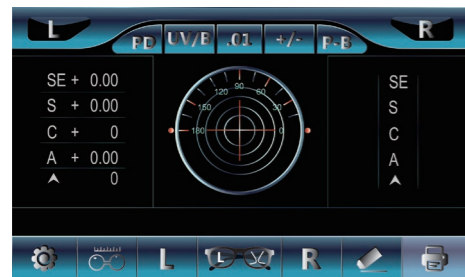 L
R
PD UV/B .01 +/- P-B
SE + 0.00
S + 0.00
C + 0
A + 0.00
0
180 150 120 90 60 30 0
SE
S
C
A
L L R